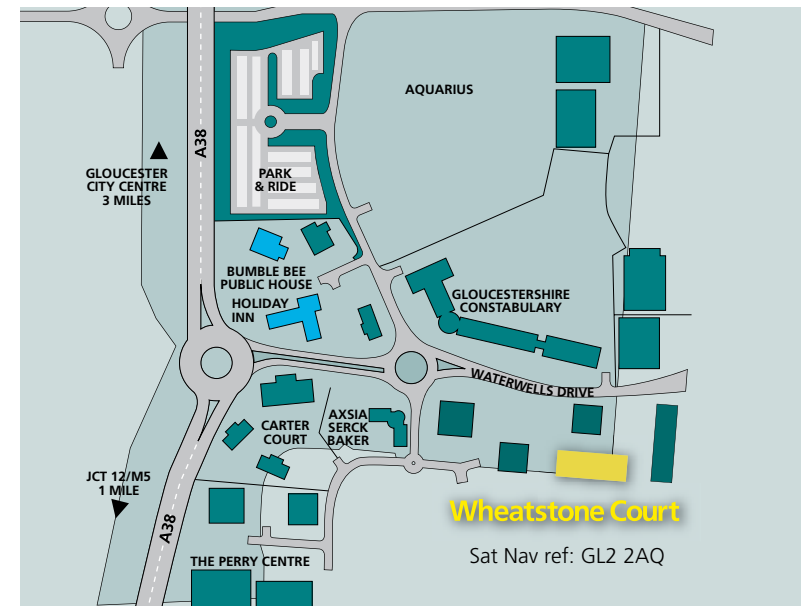 AQUARIUS
A38
GLOUCESTER
CITY CENTRE
3 MILES
PARK
& RIDE
BUMBLE BEE
PUBLIC HOUSE
HOLIDAY
INN
GLOUCESTERSHIRE
CONSTABULARY
WATERWELLS DRIVE
AXSIA
SERCK
BAKER
CARTER
COURT
JCT 12/M5
1 MILE
A38
Wheatstone Court
Sat Nav ref: GL2 2AQ
THE PERRY CENTRE